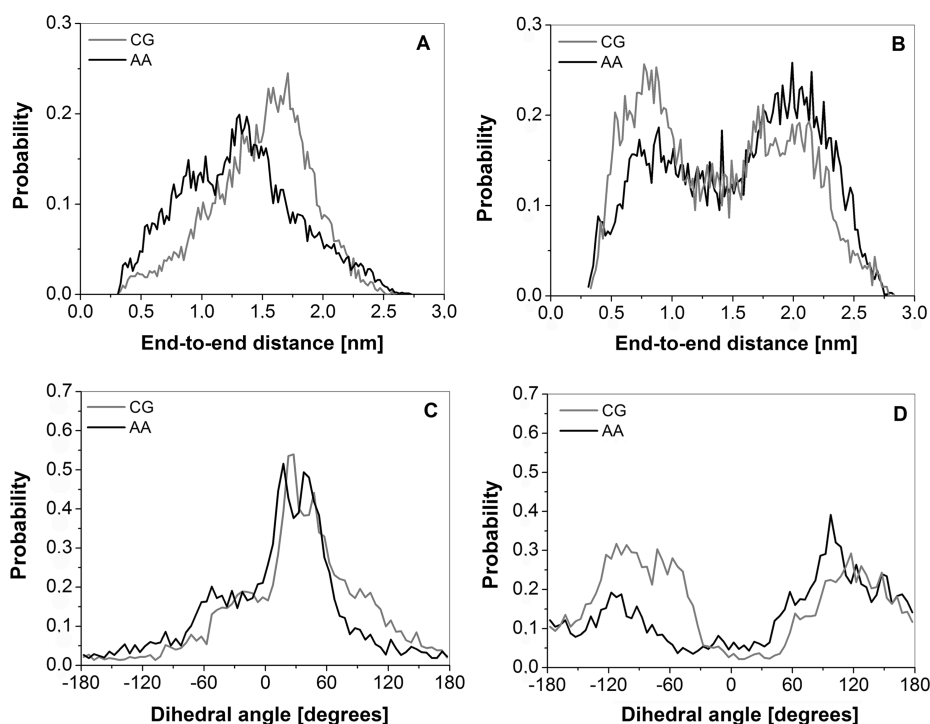 0.3
CG
AA
A
0.2
0.1
0.0
Probability
0.0 0.5 1.0 1.5 2.0 2.5 3.0
End-to-end distance [nm]
0.3
CG
AA
B
0.2
0.1
0.0
Probability
0.0 0.5 1.0 1.5 2.0 2.5 3.0
End-to-end distance [nm]
0.7
CG
AA
C
0.6
0.5
0.4
0.3
0.2
0.1
0.0
Probability
-180 -120 -60 0 60 120 180
Dihedral angle [degrees]
0.7
CG
AA
D
0.6
0.5
0.4
0.3
0.2
0.1
0.0
Probability
-180 -120 -60 0 60 120 180
Dihedral angle [degrees]